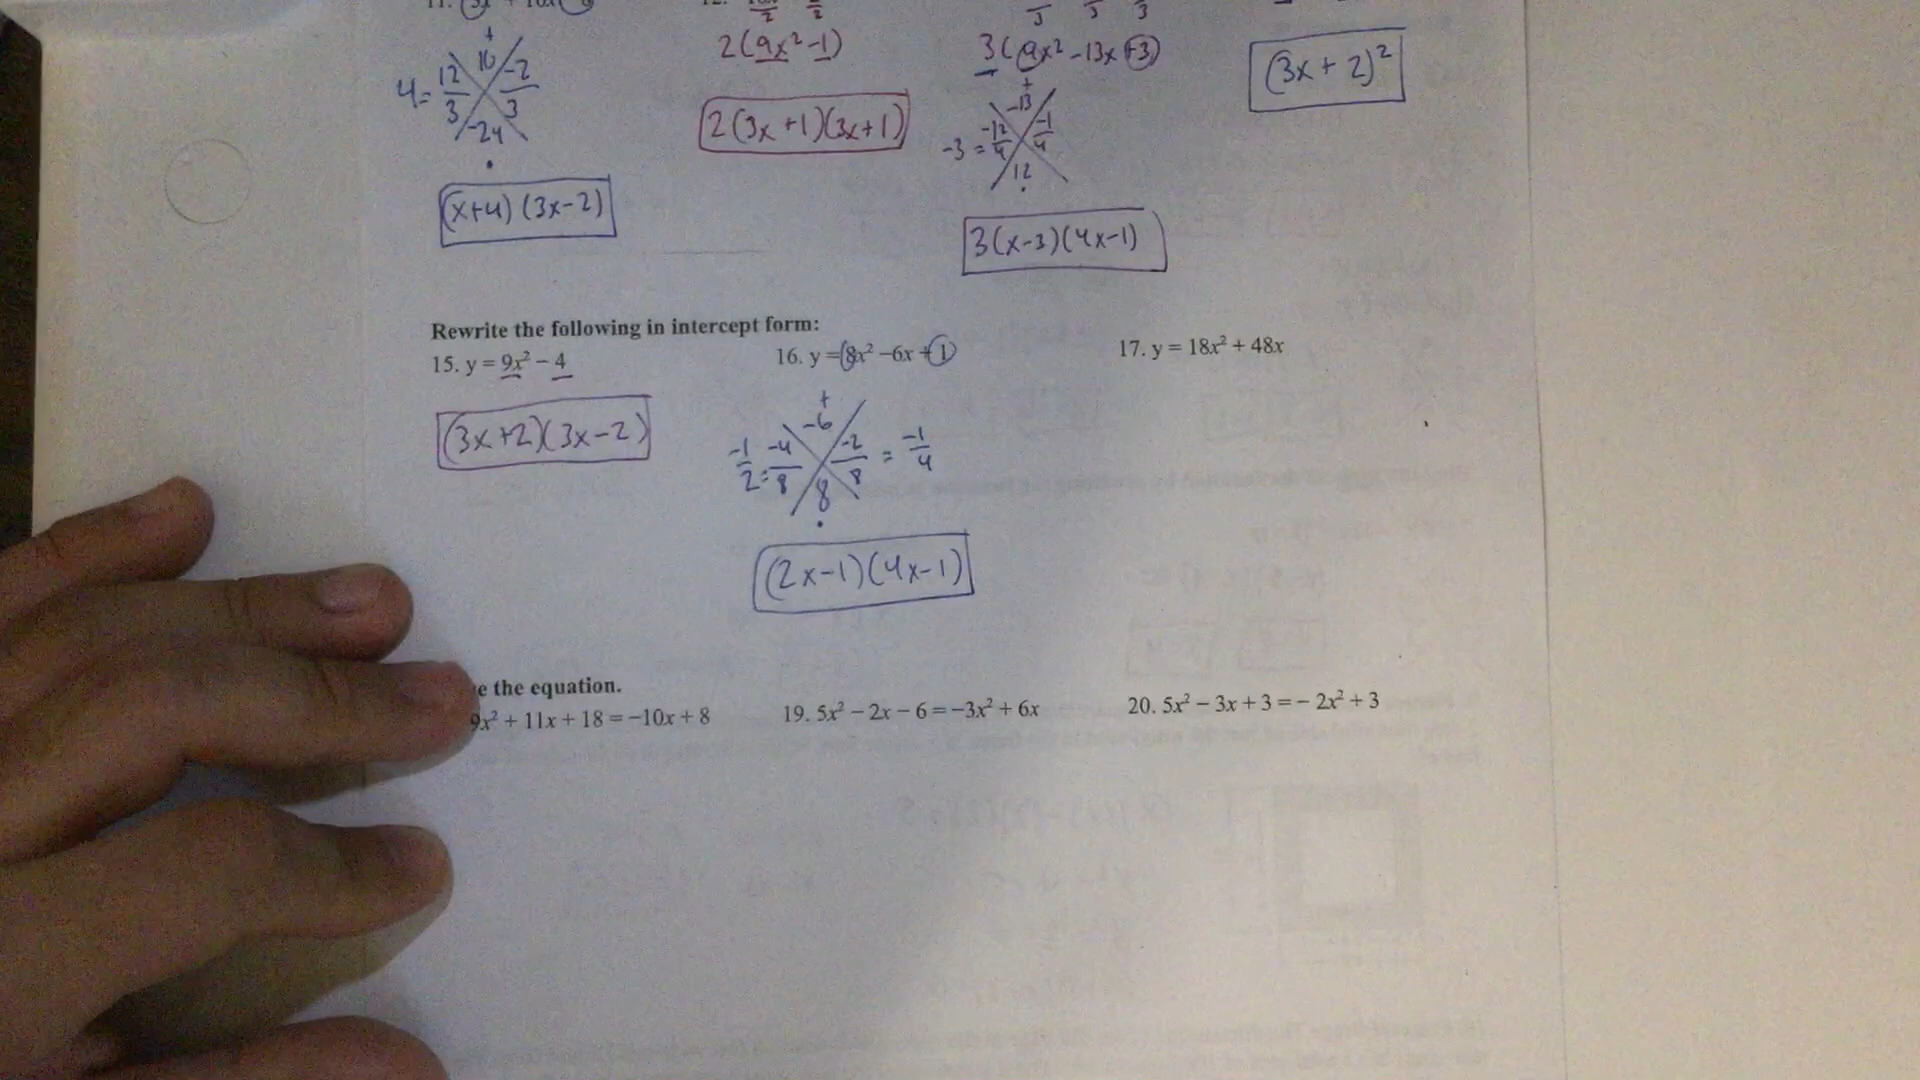 2(9x² -1)
3(9x² -13x +3)
(3x + 2)²
+
16
4= 12/3 -2/3
-24
2(3x +1)(3x+1)
+
-13
-3 = -12/4 -1/4
12
(x+4)(3x-2)
3(x-3)(4x-1)
Rewrite the following in intercept form:
15. y = 9x² – 4
16. y = 8x² –6x + 1
17. y = 18x² + 48x
(3x+2)(3x-2)
+
-6
-1/2 = -4/8 -2/8 = -1/4
8
(2x-1)(4x-1)
e the equation.
9x² + 11x + 18 = –10x + 8
19. 5x² – 2x – 6 = –3x² + 6x
20. 5x² – 3x + 3 = – 2x² + 3